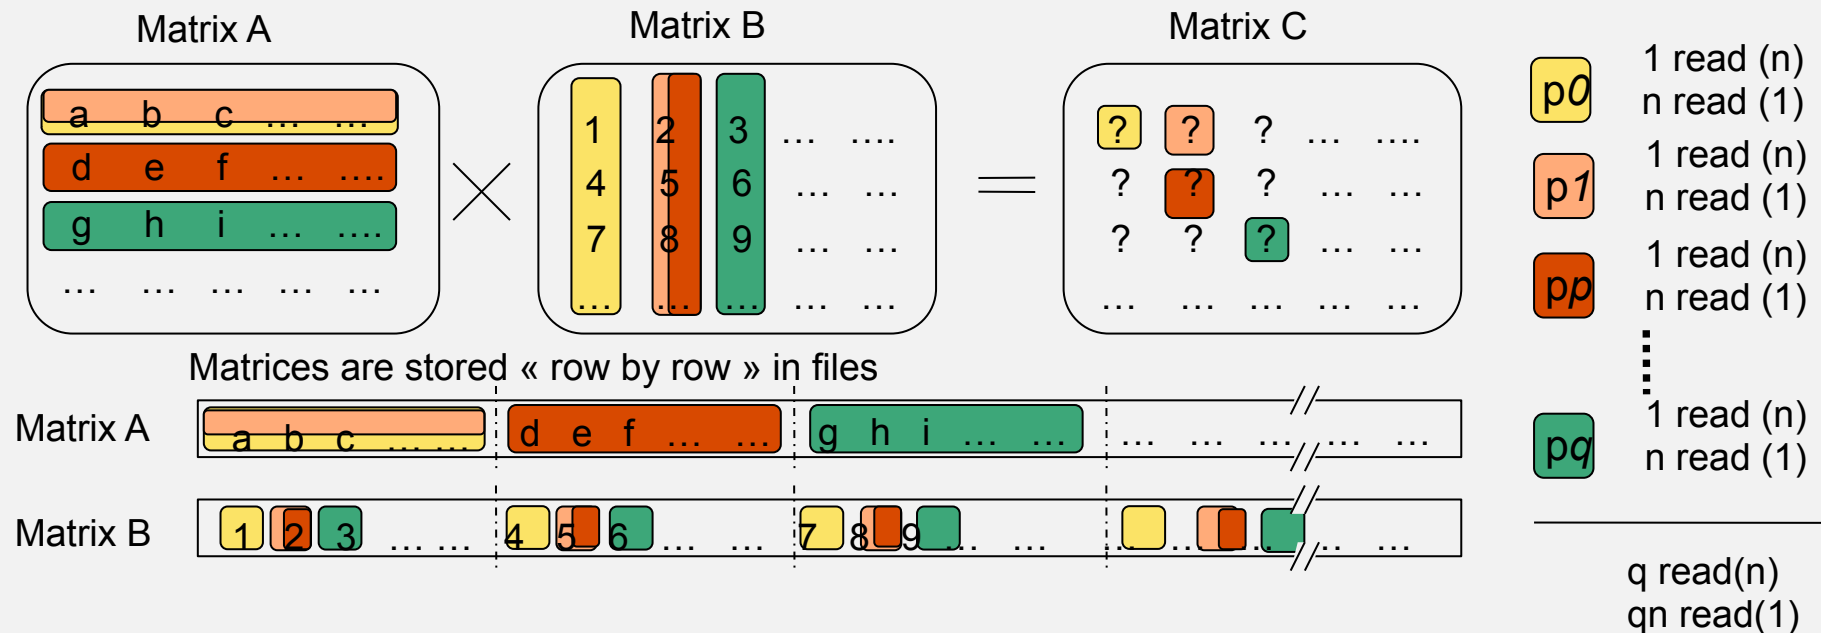 Matrix A
Matrix B
Matrix C
a b c ... ...
d e f ... ....
g h i ... ....
... ... ... ... ...
1 2 3 ... ....
4 5 6 ... ...
7 8 9 ... ...
... ... ... ... ...
? ? ? ... ....
? ? ? ... ...
? ? ? ... ...
... ... ... ... ...
p0 1 read (n)
n read (1)
p1 1 read (n)
n read (1)
pp 1 read (n)
n read (1)
pq 1 read (n)
n read (1)
q read(n)
qn read(1)
Matrices are stored « row by row » in files
Matrix A a b c ... ... d e f ... ... g h i ... ... ... ... ... ... ...
Matrix B 1 2 3 ... ... 4 5 6 ... ... 7 8 9 ... ... ... ... ... ... ...